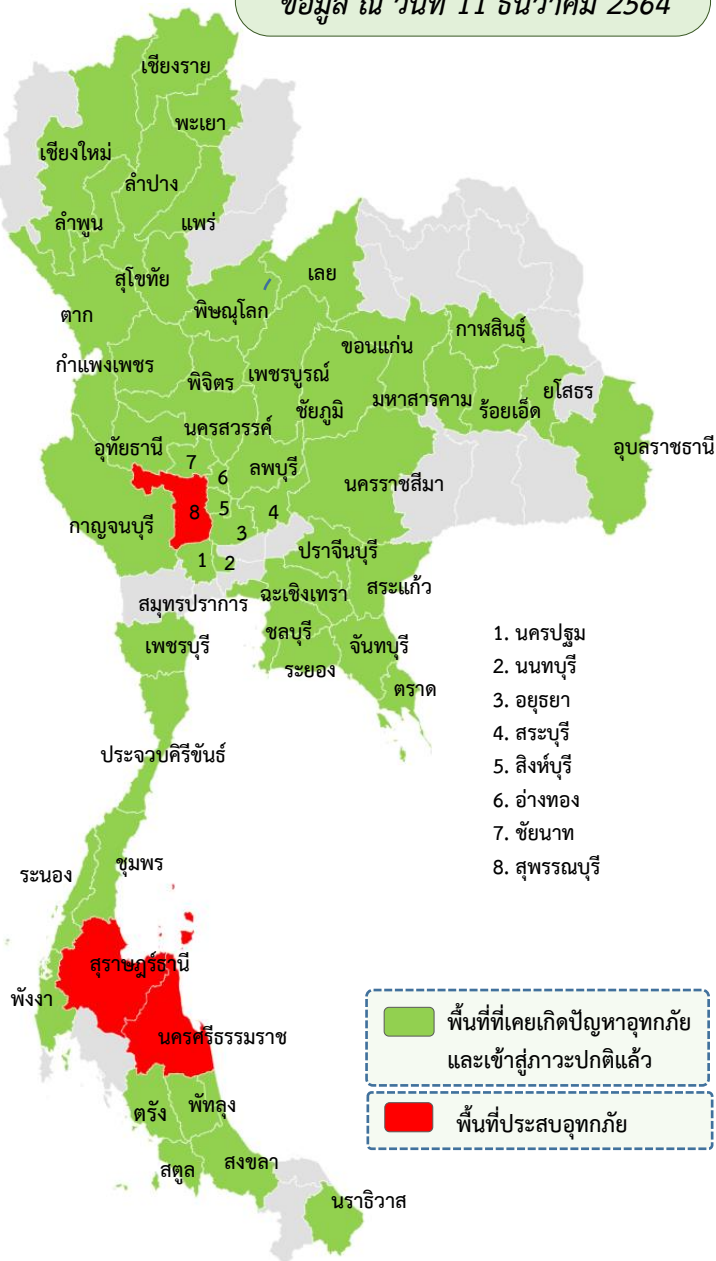 ข้อมูล ณ วันที่ 11 ธันวาคม 2564
เชียงราย
พะเยา
เชียงใหม่
ลำปาง
ลำพูน
แพร่
สุโขทัย
เลย
ตาก
พิษณุโลก
กาฬสินธุ์
ขอนแก่น
กำแพงเพชร
พิจิตร
เพชรบูรณ์
มหาสารคาม
ยโสธร
ชัยภูมิ
ร้อยเอ็ด
นครสวรรค์
อุทัยธานี
อุบลราชธานี
7
6
ลพบุรี
นครราชสีมา
8
5
4
กาญจนบุรี
3
1
2
ปราจีนบุรี
สระแก้ว
ฉะเชิงเทรา
สมุทรปราการ
ชลบุรี
จันทบุรี
เพชรบุรี
ระยอง
ตราด
1. นครปฐม
2. นนทบุรี
3. อยุธยา
4. สระบุรี
5. สิงห์บุรี
6. อ่างทอง
7. ชัยนาท
8. สุพรรณบุรี
ประจวบคิรีขันธ์
ชุมพร
ระนอง
สุราษฎร์ธานี
พังงา
นครศรีธรรมราช
ตรัง
พัทลุง
สงขลา
สตูล
นราธิวาส
พื้นที่ที่เคยเกิดปัญหาอุทกภัย
และเข้าสู่ภาวะปกติแล้ว
พื้นที่ประสบอุทกภัย